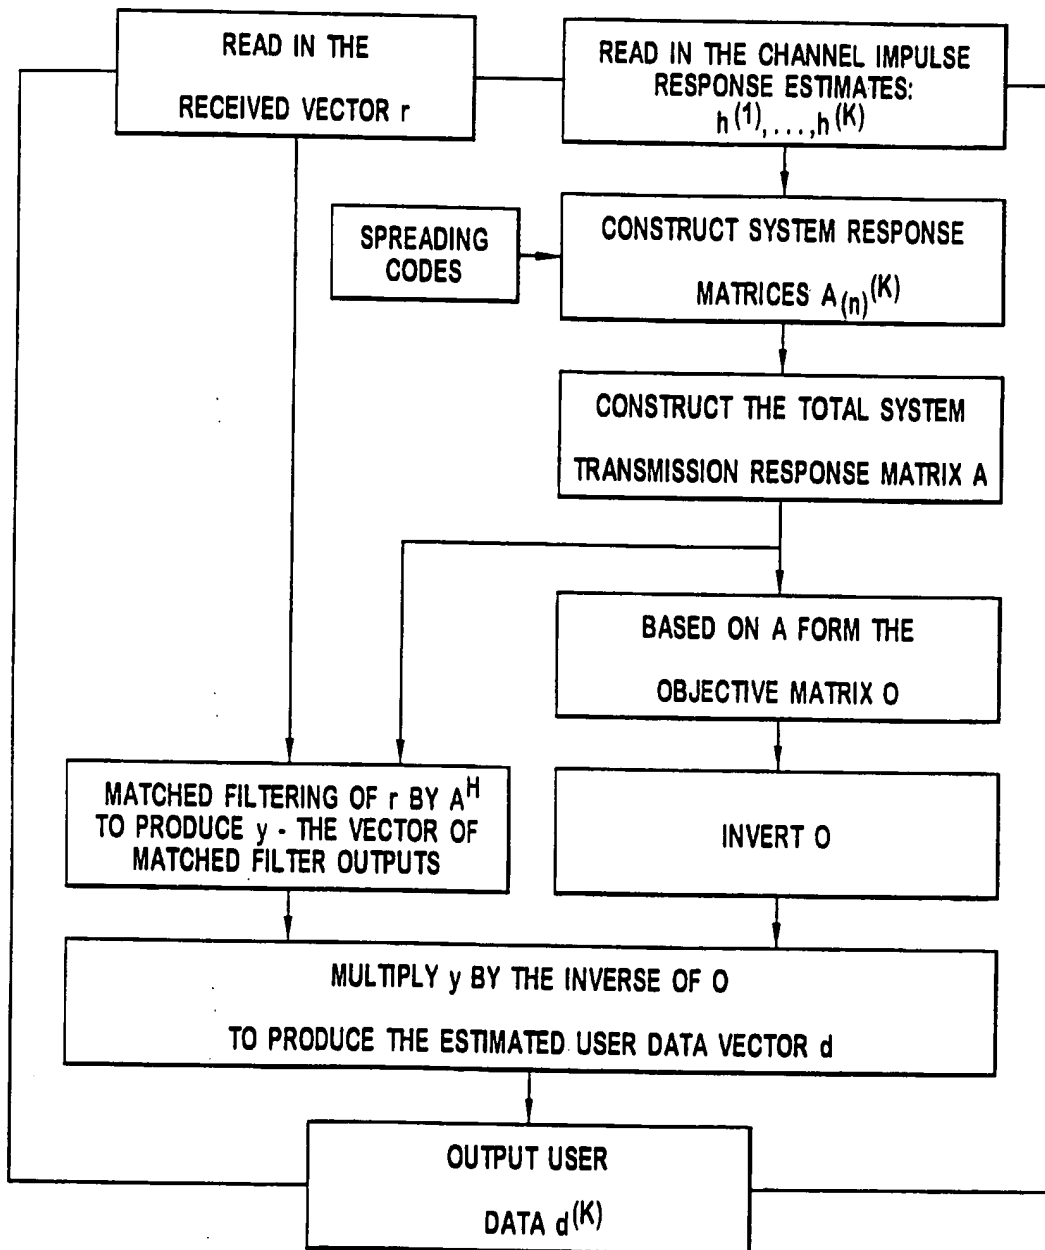 READ IN THE
RECEIVED VECTOR r
READ IN THE CHANNEL IMPULSE
RESPONSE ESTIMATES:
h(1),...,h(K)
SPREADING
CODES
CONSTRUCT SYSTEM RESPONSE
MATRICES A(n)(K)
CONSTRUCT THE TOTAL SYSTEM
TRANSMISSION RESPONSE MATRIX A
BASED ON A FORM THE
OBJECTIVE MATRIX O
MATCHED FILTERING OF r BY AH
TO PRODUCE y - THE VECTOR OF
MATCHED FILTER OUTPUTS
INVERT O
MULTIPLY y BY THE INVERSE OF O
TO PRODUCE THE ESTIMATED USER DATA VECTOR d
OUTPUT USER
DATA d(K)